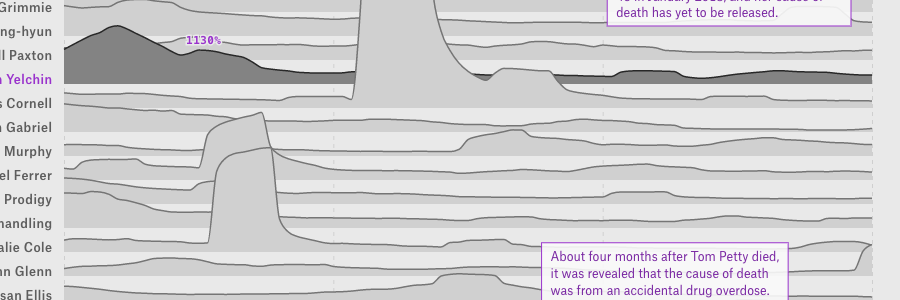 Grimmie
death has yet to be released.
ng-hyun
1130%
ll Paxton
Yelchin
s Cornell
Gabriel
Murphy
el Ferrer
Prodigy
handling
alie Cole
nn Glenn
san Ellis
About four months after Tom Petty died,
it was revealed that the cause of death
was from an accidental drug overdose.